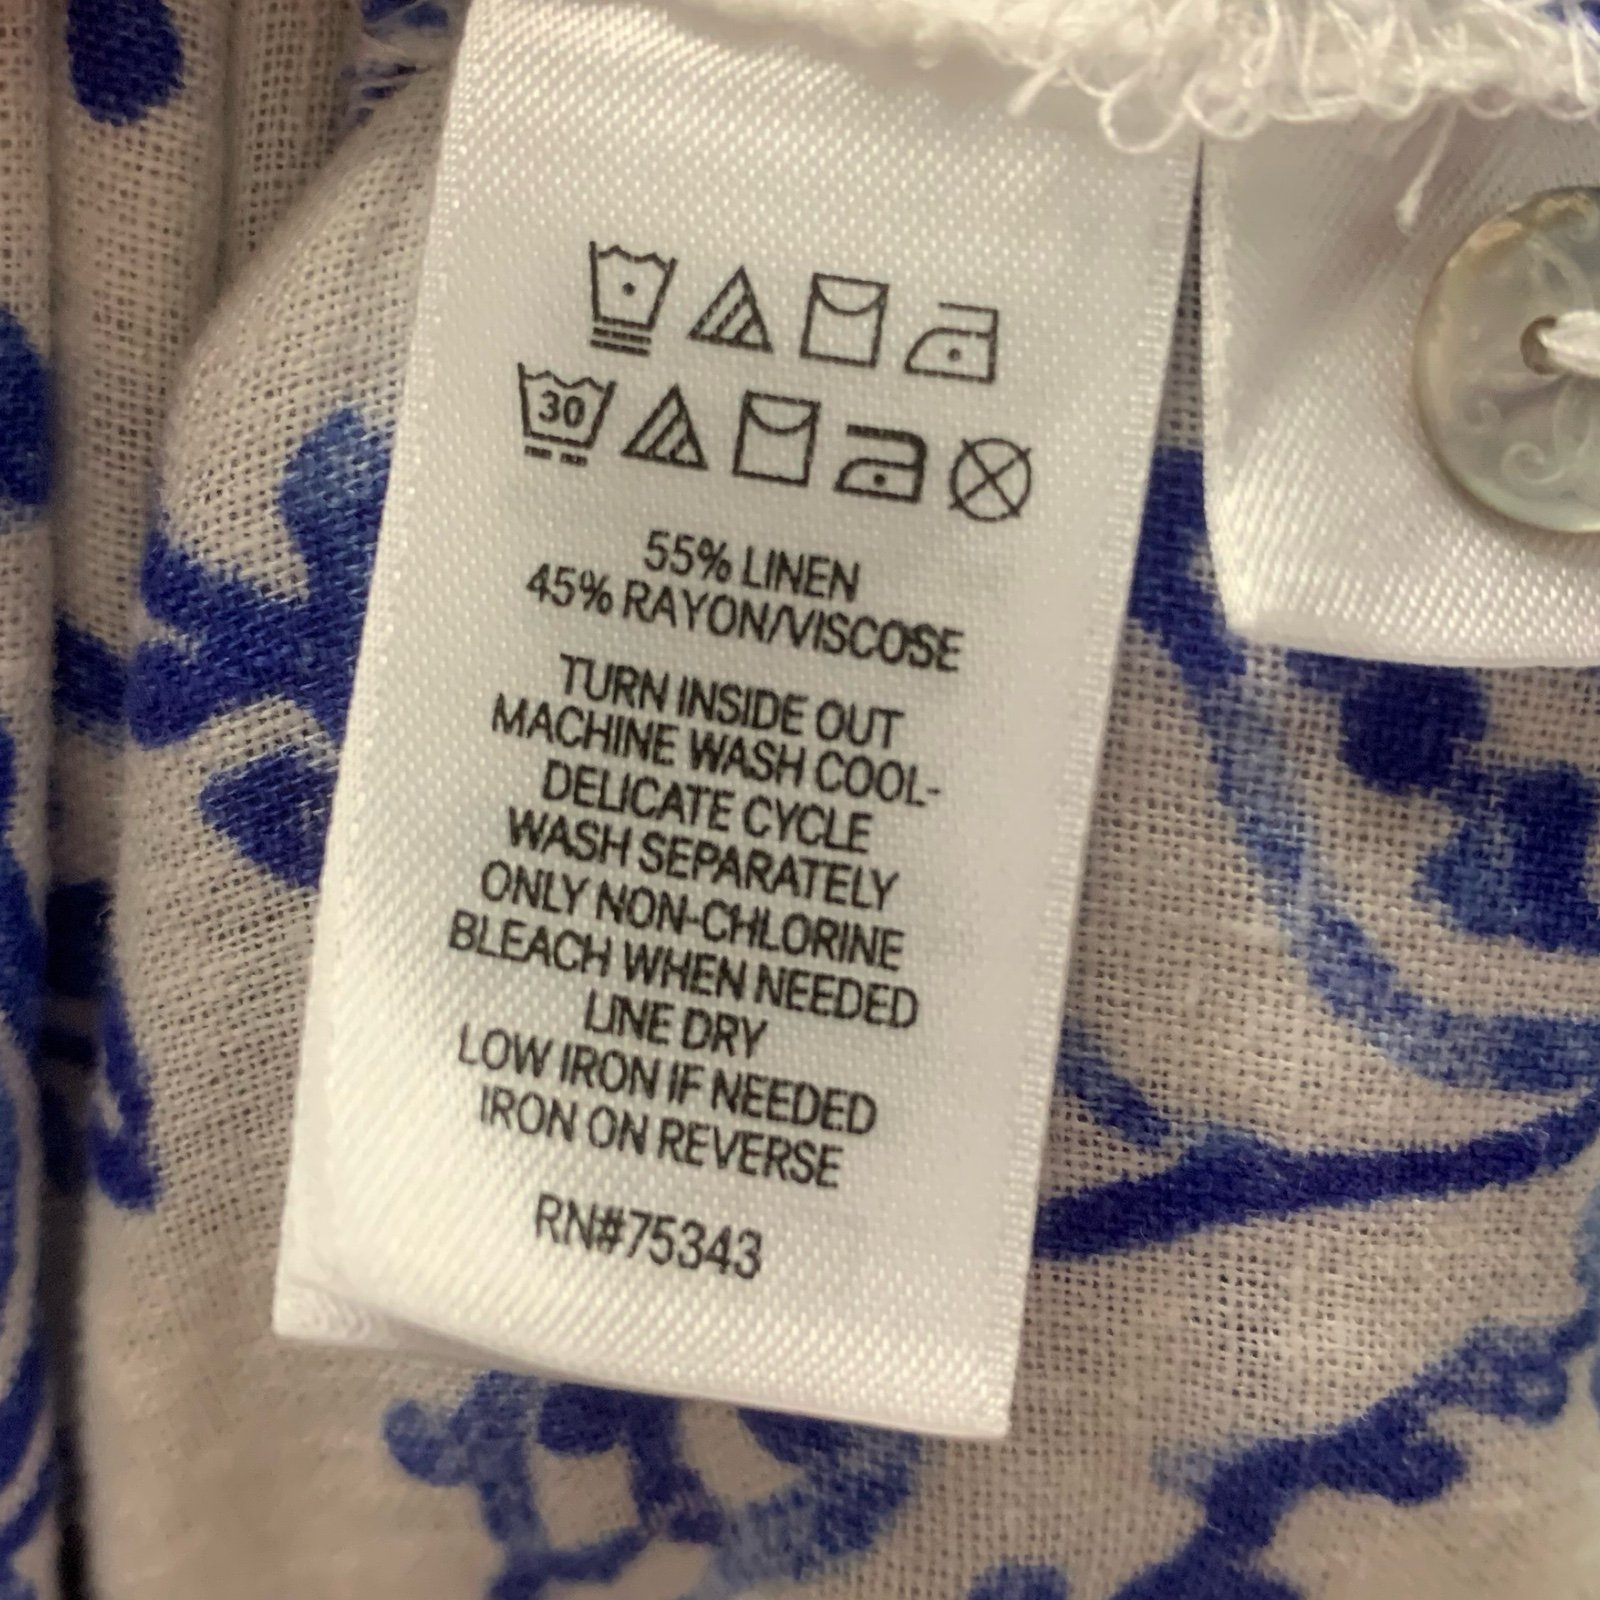 30
55% LINEN
45% RAYON/VISCOSE
TURN INSIDE OUT
MACHINE WASH COOL-
DELICATE CYCLE
WASH SEPARATELY
ONLY NON-CHLORINE
BLEACH WHEN NEEDED
LINE DRY
LOW IRON IF NEEDED
IRON ON REVERSE
RN#75343